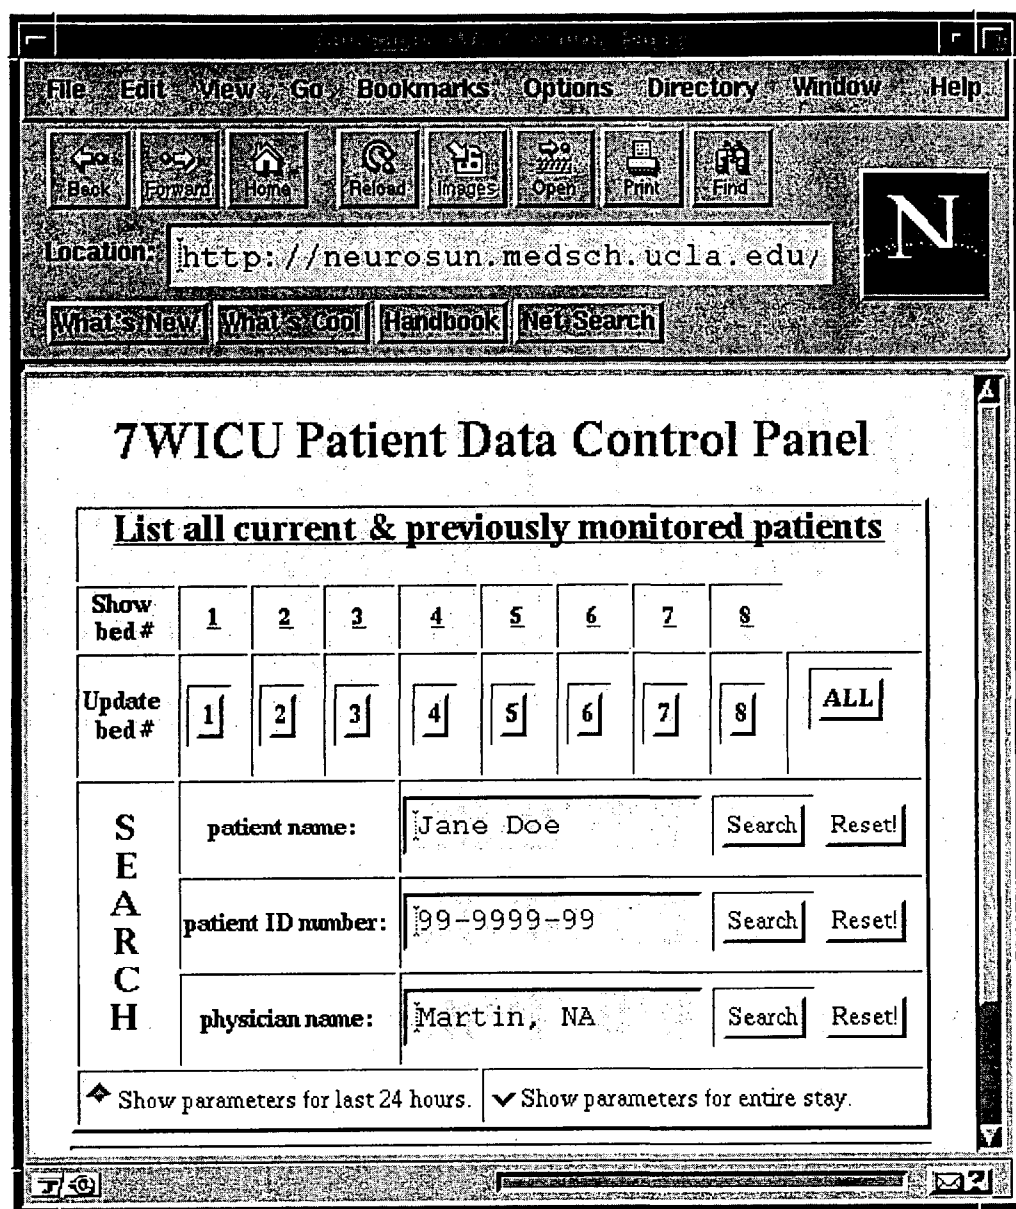 File Edit View Go Bookmarks Options Directory Window Help
Back Forward Home Reload Images Open Print Find
N
Location: http://neurosun.medsch.ucla.edu/
What's New What's Cool Handbook Net Search
7WICU Patient Data Control Panel
List all current & previously monitored patients
Show bed # 1 2 3 4 5 6 7 8
Update bed # 1 2 3 4 5 6 7 8 ALL
SEARCH
patient name: Jane Doe Search Reset!
patient ID number: 99-9999-99 Search Reset!
physician name: Martin, NA Search Reset!
Show parameters for last 24 hours. Show parameters for entire stay.